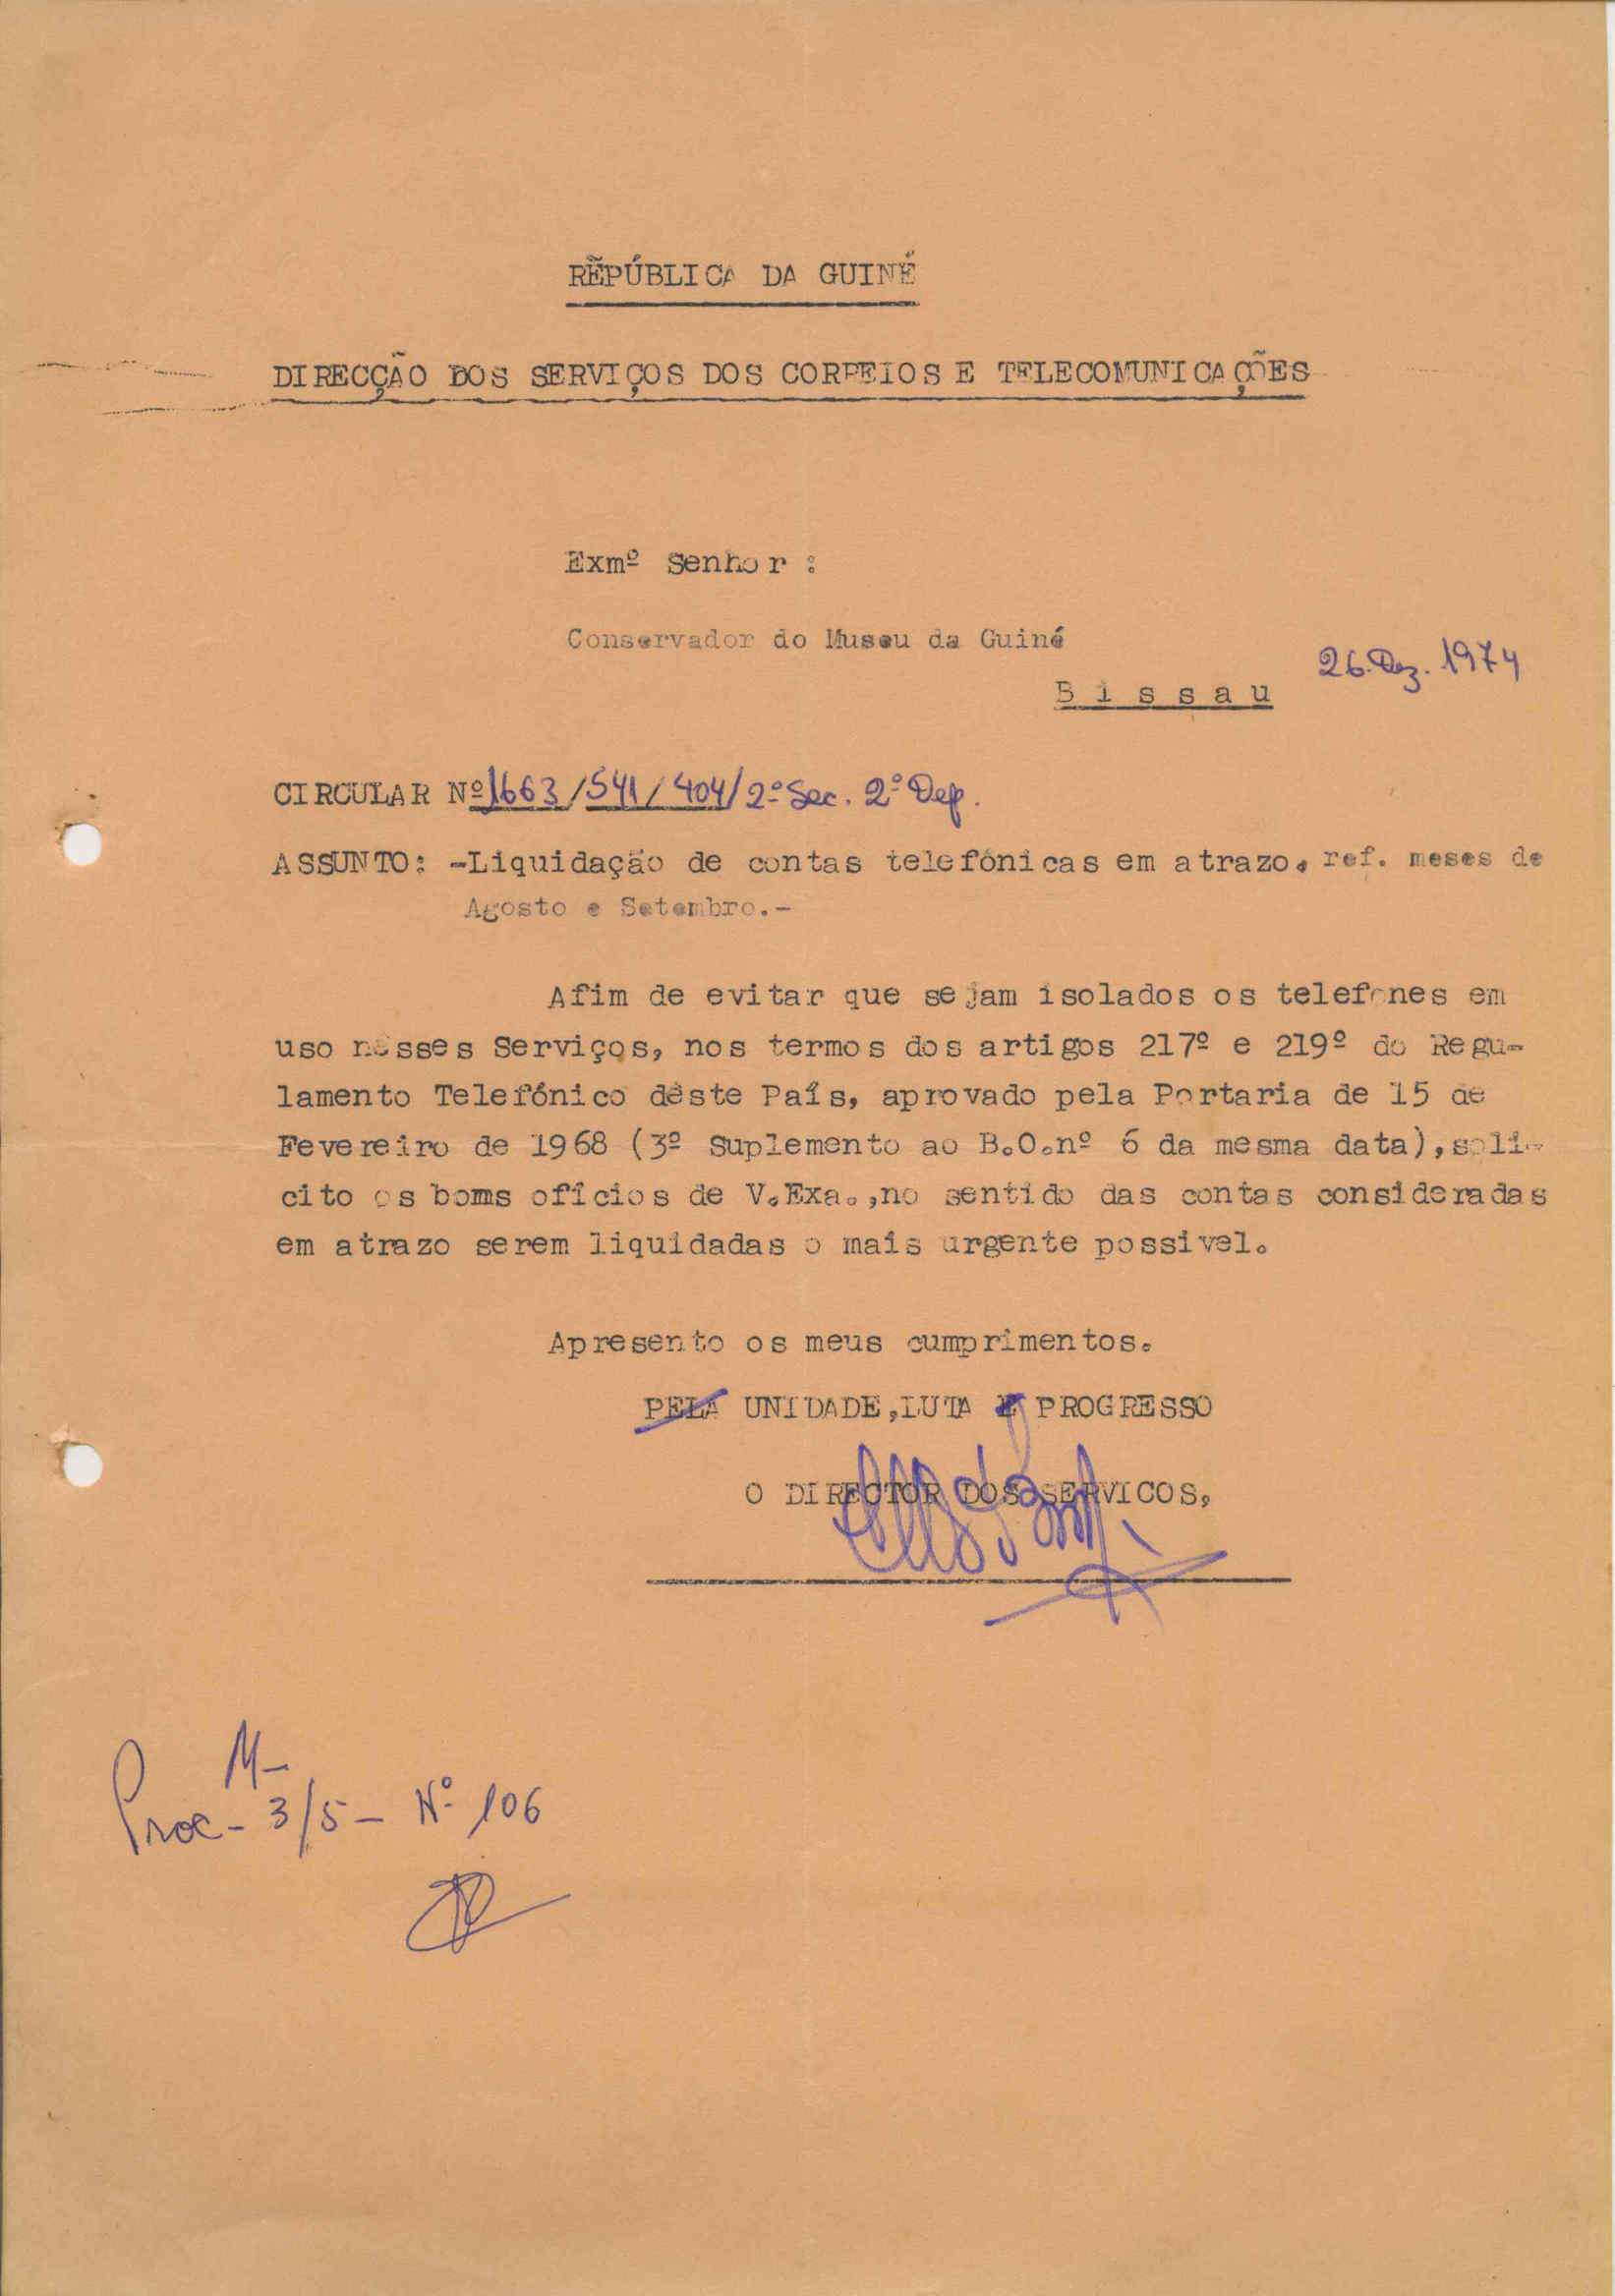 RẼPÚBLICA DA GUINÉ
DIRECÇÃO DOS SERVIÇOS DOS CORREIOS E TELECOMUNICAÇÕES
Exmº Senhor :
Conservador do Museu da Guiné
26.Dez. 1974
B i s s a u
CIRCULAR Nº1663/541/404/2ª Sec. 2º Dep.
ASSUNTO: -Liquidação de contas telefónicas em atrazo. ref. meses de
Agosto e Setembro.-
Afim de evitar que sejam isolados os telefones em
uso nesses Serviços, nos termos dos artigos 217º e 219º do Regu-
lamento Telefónico dêste País, aprovado pela Portaria de 15 de
Fevereiro de 1968 (3º Suplemento ao B.O.nº 6 da mesma data), soli-
cito os boms ofícios de V.Exa.,no sentido das contas consideradas
em atrazo serem liquidadas o mais urgente possivel.
Apresento os meus cumprimentos.
PELA UNIDADE,LUTA E PROGRESSO
O DIRECTOR DOS SERVICOS,
M-
Proc- 3/5- Nº 106